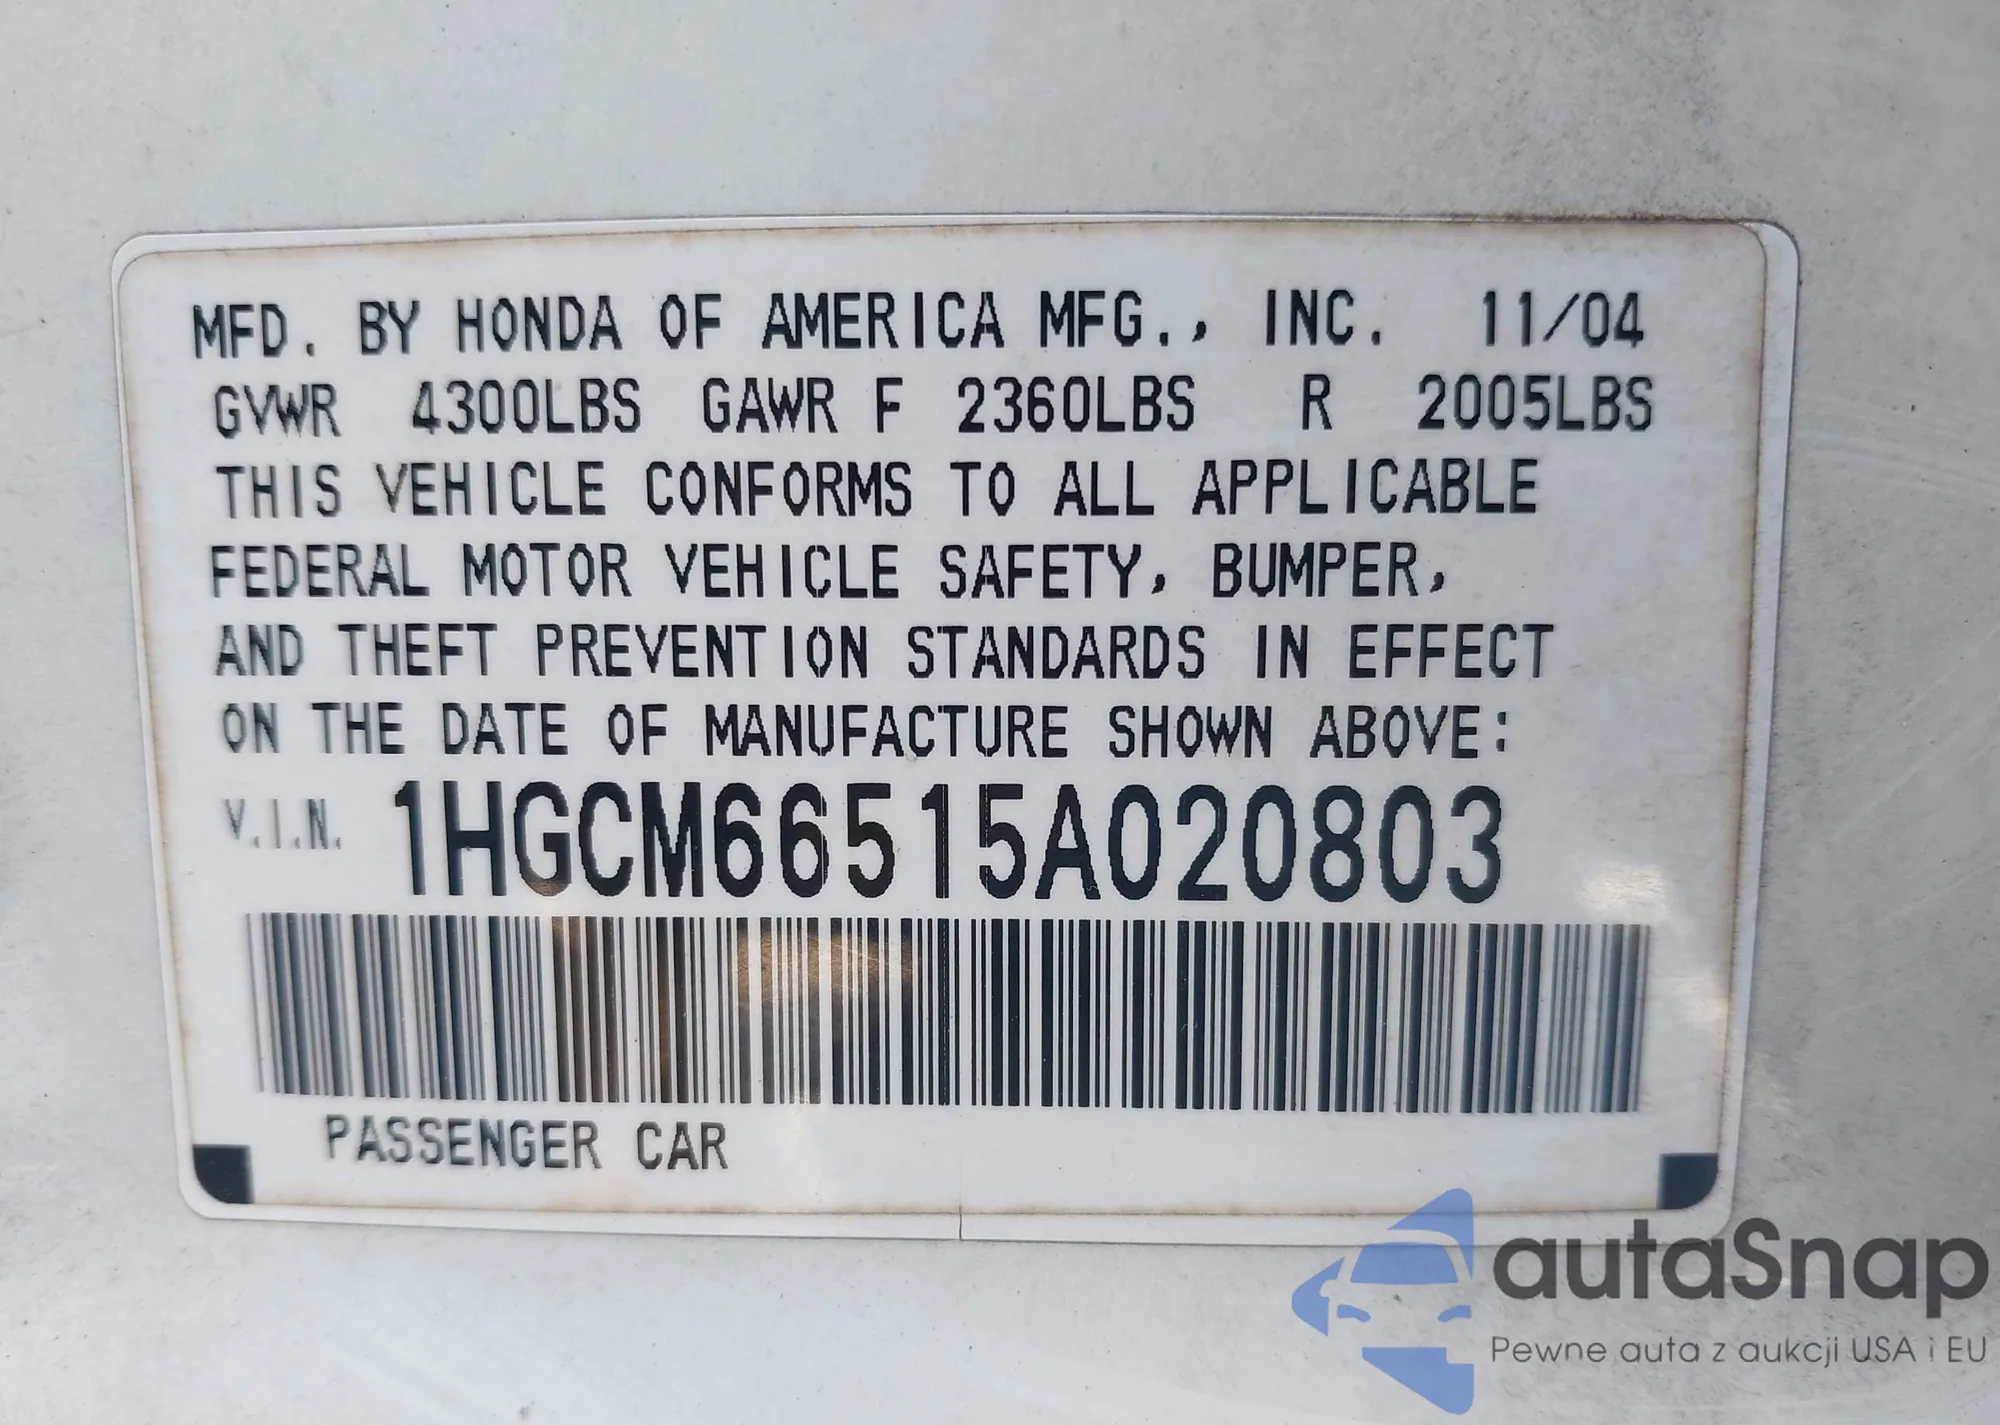 MFD. BY HONDA OF AMERICA MFG., INC. 11/04
GVWR 4300LBS GAWR F 2360LBS R 2005LBS
THIS VEHICLE CONFORMS TO ALL APPLICABLE
FEDERAL MOTOR VEHICLE SAFETY, BUMPER,
AND THEFT PREVENTION STANDARDS IN EFFECT
ON THE DATE OF MANUFACTURE SHOWN ABOVE:
V.I.N. 1HGCM66515A020803
PASSENGER CAR
autaSnap
Pewne auta z aukcji USA i EU